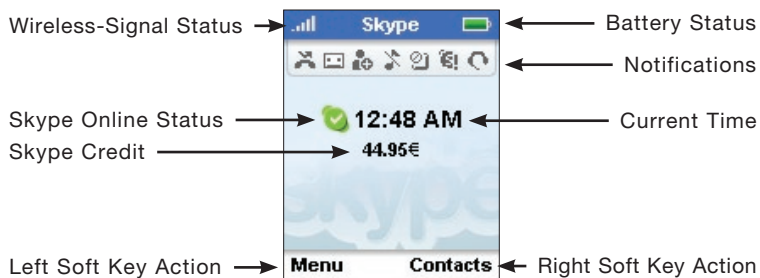 Wireless-Signal Status Skype Battery Status
Notifications
Skype Online Status 12:48 AM Current Time
Skype Credit 44.95€
skype
Left Soft Key Action Menu Contacts Right Soft Key Action